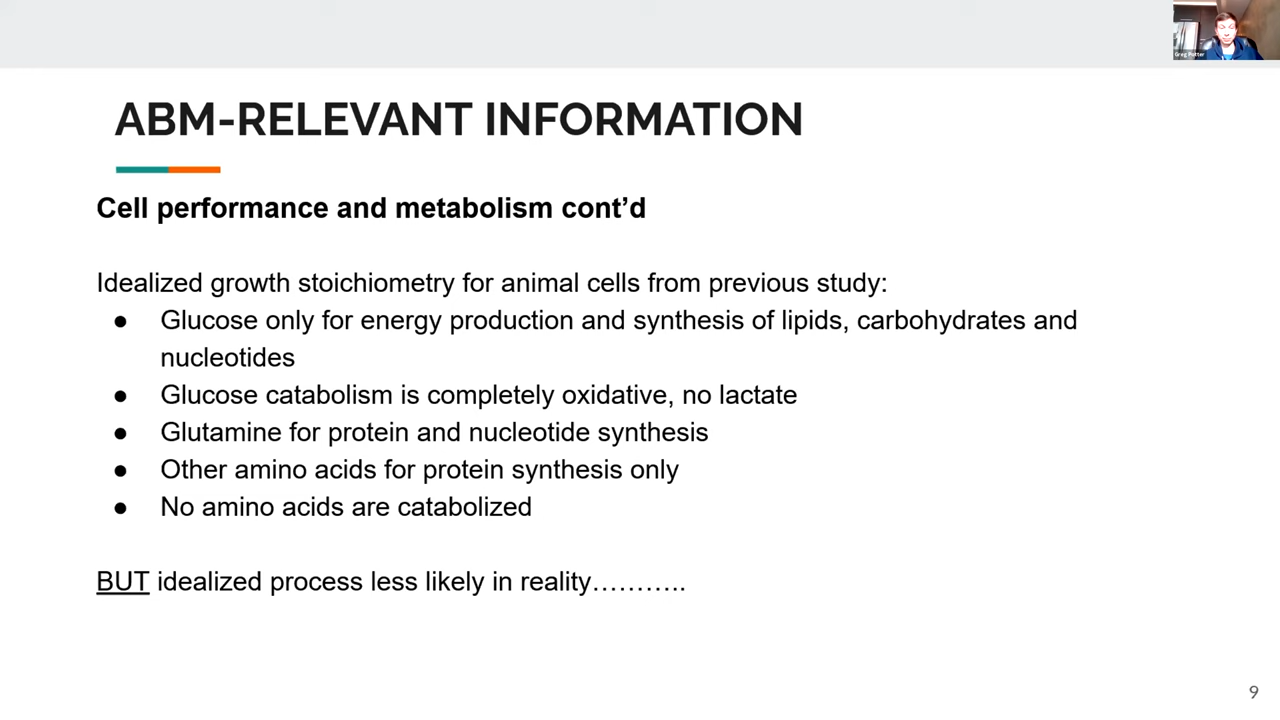 Greg Potter
ABM-RELEVANT INFORMATION
Cell performance and metabolism cont’d
Idealized growth stoichiometry for animal cells from previous study:
● Glucose only for energy production and synthesis of lipids, carbohydrates and
nucleotides
● Glucose catabolism is completely oxidative, no lactate
● Glutamine for protein and nucleotide synthesis
● Other amino acids for protein synthesis only
● No amino acids are catabolized
BUT idealized process less likely in reality………..
9